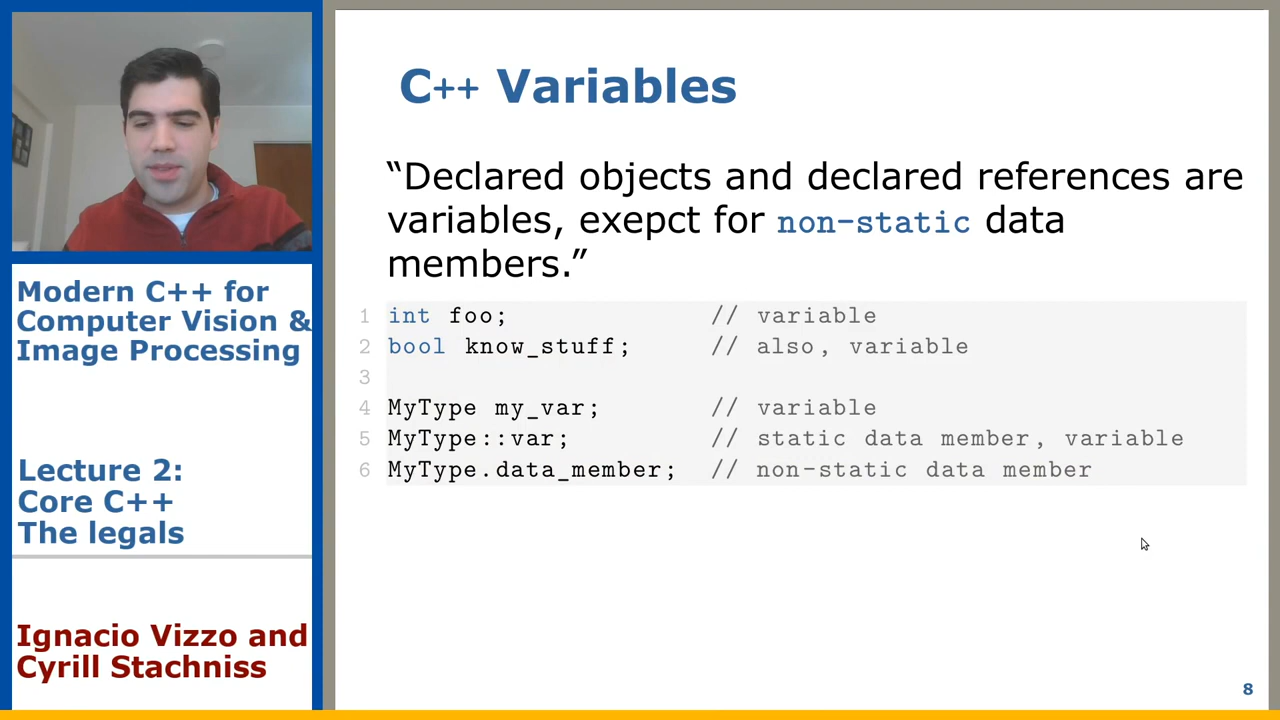 Modern C++ for
Computer Vision &
Image Processing
Lecture 2:
Core C++
The legals
Ignacio Vizzo and
Cyrill Stachniss
C++ Variables
“Declared objects and declared references are
variables, exepct for non-static data
members.”
1 int foo; // variable
2 bool know_stuff; // also, variable
3
4 MyType my_var; // variable
5 MyType::var; // static data member, variable
6 MyType.data_member; // non-static data member
8